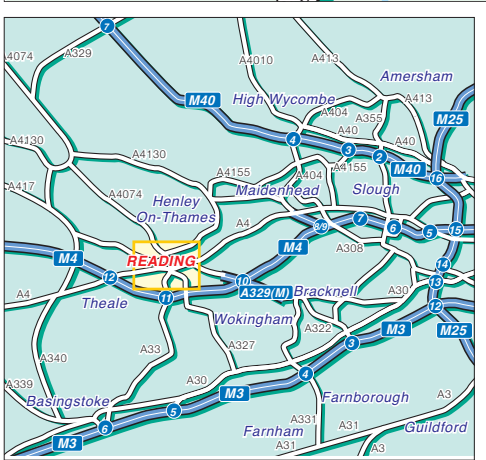 7
A329
4074
A4010
A413
Amersham
M40
High Wycombe
A404
A355
A413
M25
A4130
A4130
4
A40
3
2
A40
M40
A4155
A404
A4155
16
A417
A4074
Henley
On-Thames
Maidenhead
Slough
A4
8/9
7
6
5
15
M4
READING
M4
A308
14
12
10
13
A4
Theale
11
A329(M)
Bracknell
A30
12
Wokingham
A322
M3
M25
A33
A327
3
A340
A30
4
A339
Basingstoke
M3
Farnborough
A3
5
6
A331
A31
Guildford
M3
Farnham
A31
A3